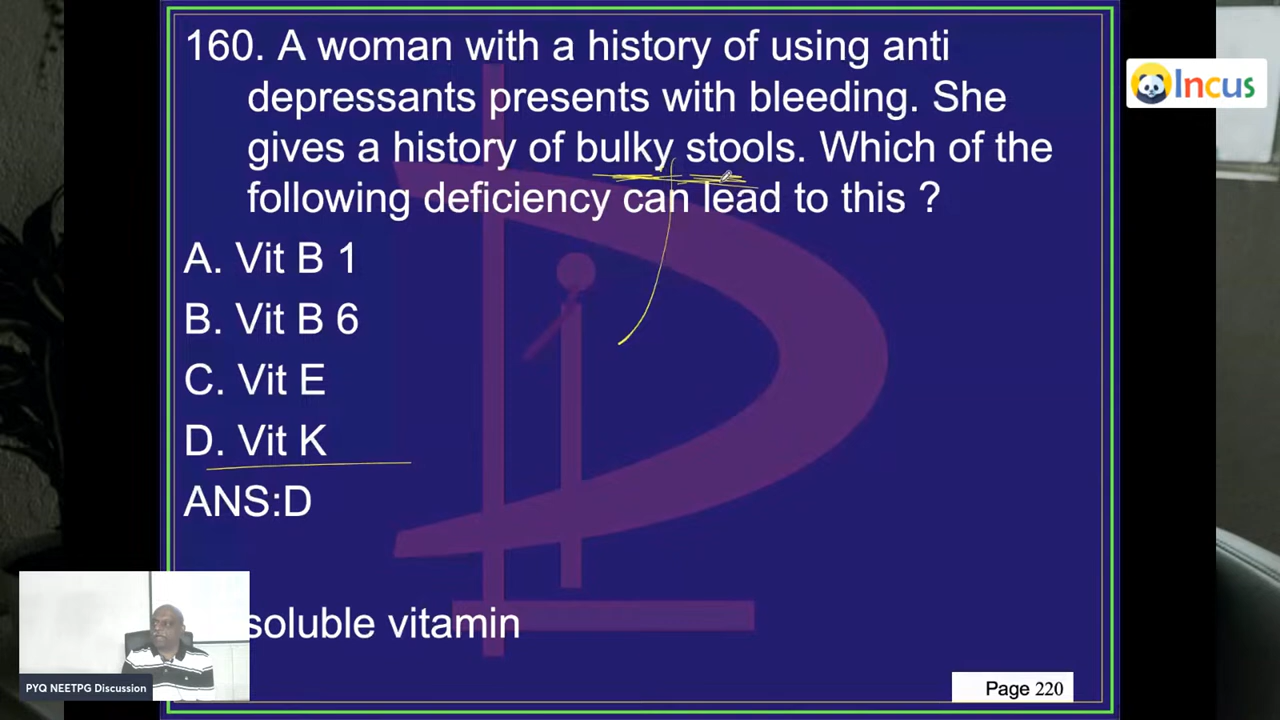 160. A woman with a history of using anti
depressants presents with bleeding. She
gives a history of bulky stools. Which of the
following deficiency can lead to this ?
A. Vit B 1
B. Vit B 6
C. Vit E
D. Vit K
ANS:D
soluble vitamin
Incus
PYQ NEETPG Discussion
Page 220